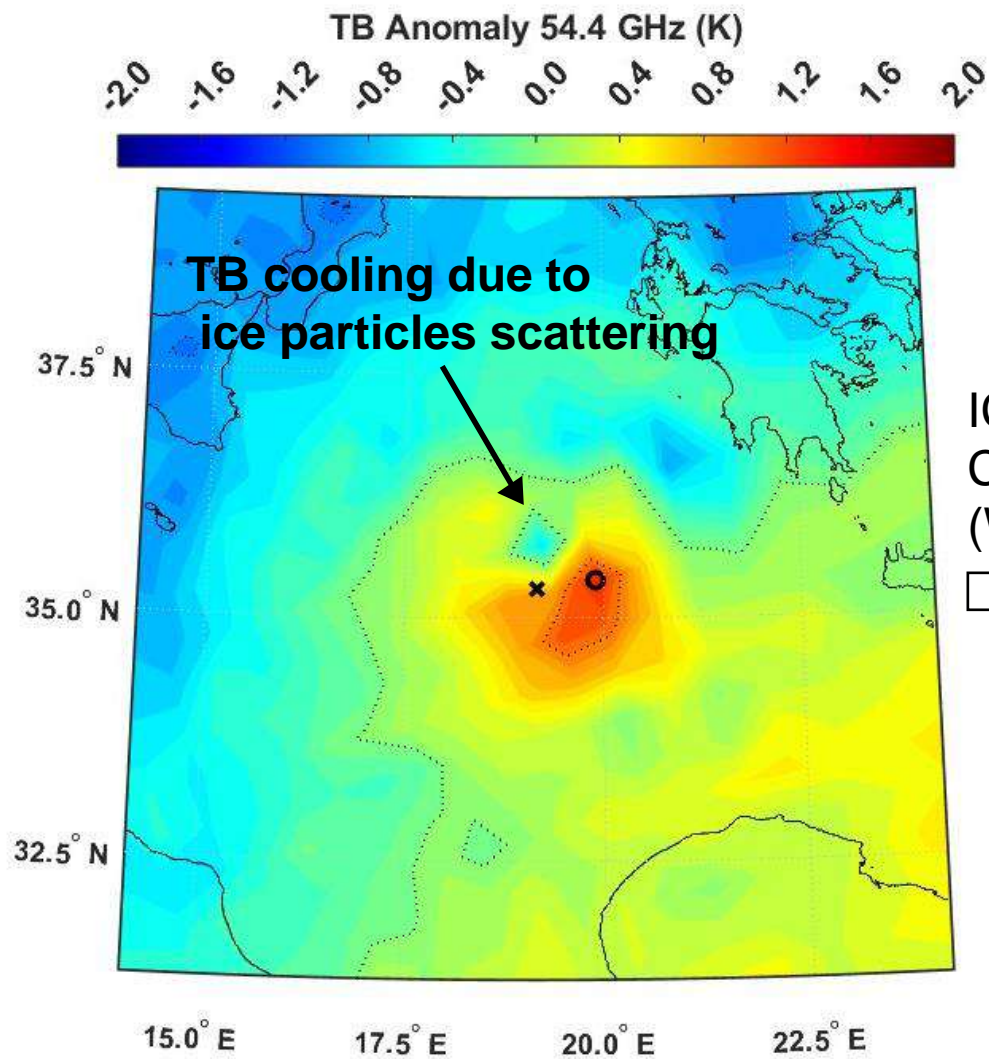 TB Anomaly 54.4 GHz (K)
-2.0 -1.6 -1.2 -0.8 -0.4 0.0 0.4 0.8 1.2 1.6 2.0
TB cooling due to
ice particles scattering
37.5° N
35.0° N
32.5° N
15.0° E 17.5° E 20.0° E 22.5° E